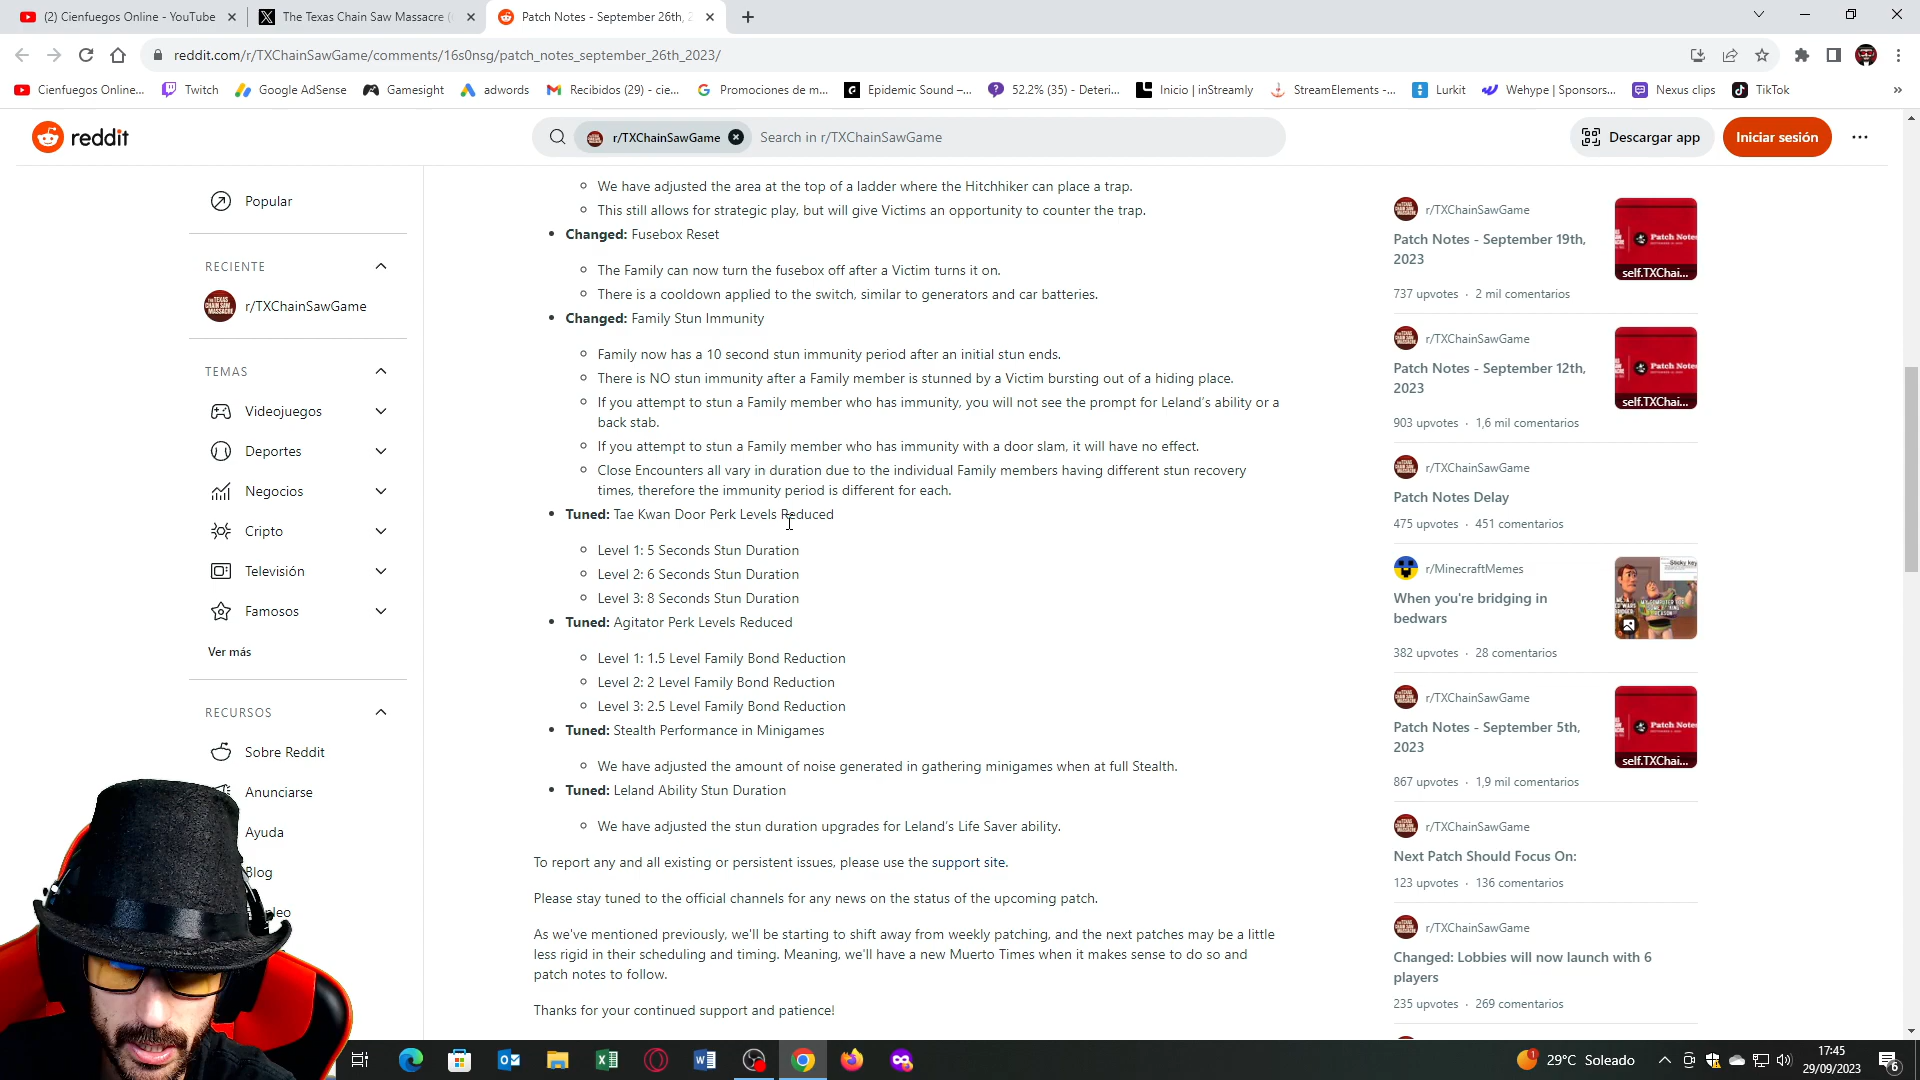 (2) Cienfuegos Online - YouTube
The Texas Chain Saw Massacre (
Patch Notes - September 26th, 2
reddit.com/r/TXChainSawGame/comments/16s0nsg/patch_notes_september_26th_2023/
Cienfuegos Online...
Twitch
Google AdSense
Gamesight
adwords
Recibidos (29) - cie...
Promociones de m...
Epidemic Sound –...
52.2% (35) - Deteri...
Inicio | inStreamly
StreamElements -...
Lurkit
Wehype | Sponsors...
Nexus clips
TikTok
»
reddit
r/TXChainSawGame
Search in r/TXChainSawGame
Descargar app
Iniciar sesión
Popular
RECIENTE
r/TXChainSawGame
TEMAS
Videojuegos
Deportes
Negocios
Cripto
Televisión
Famosos
Ver más
RECURSOS
Sobre Reddit
Anunciarse
Ayuda
Blog
We have adjusted the area at the top of a ladder where the Hitchhiker can place a trap.
This still allows for strategic play, but will give Victims an opportunity to counter the trap.
Changed: Fusebox Reset
The Family can now turn the fusebox off after a Victim turns it on.
There is a cooldown applied to the switch, similar to generators and car batteries.
Changed: Family Stun Immunity
Family now has a 10 second stun immunity period after an initial stun ends.
There is NO stun immunity after a Family member is stunned by a Victim bursting out of a hiding place.
If you attempt to stun a Family member who has immunity, you will not see the prompt for Leland's ability or a
back stab.
If you attempt to stun a Family member who has immunity with a door slam, it will have no effect.
Close Encounters all vary in duration due to the individual Family members having different stun recovery
times, therefore the immunity period is different for each.
Tuned: Tae Kwan Door Perk Levels Reduced
Level 1: 5 Seconds Stun Duration
Level 2: 6 Seconds Stun Duration
Level 3: 8 Seconds Stun Duration
Tuned: Agitator Perk Levels Reduced
Level 1: 1.5 Level Family Bond Reduction
Level 2: 2 Level Family Bond Reduction
Level 3: 2.5 Level Family Bond Reduction
Tuned: Stealth Performance in Minigames
We have adjusted the amount of noise generated in gathering minigames when at full Stealth.
Tuned: Leland Ability Stun Duration
We have adjusted the stun duration upgrades for Leland's Life Saver ability.
To report any and all existing or persistent issues, please use the support site.
Please stay tuned to the official channels for any news on the status of the upcoming patch.
As we've mentioned previously, we'll be starting to shift away from weekly patching, and the next patches may be a little
less rigid in their scheduling and timing. Meaning, we'll have a new Muerto Times when it makes sense to do so and
patch notes to follow.
Thanks for your continued support and patience!
r/TXChainSawGame
Patch Notes - September 19th,
2023
self.TXChai...
737 upvotes · 2 mil comentarios
r/TXChainSawGame
Patch Notes - September 12th,
2023
self.TXChai...
903 upvotes · 1,6 mil comentarios
r/TXChainSawGame
Patch Notes Delay
475 upvotes · 451 comentarios
r/MinecraftMemes
When you're bridging in
bedwars
382 upvotes · 28 comentarios
r/TXChainSawGame
Patch Notes - September 5th,
2023
self.TXChai...
867 upvotes · 1,9 mil comentarios
r/TXChainSawGame
Next Patch Should Focus On:
123 upvotes · 136 comentarios
r/TXChainSawGame
Changed: Lobbies will now launch with 6
players
235 upvotes · 269 comentarios
29°C Soleado
17:45
29/09/2023
6